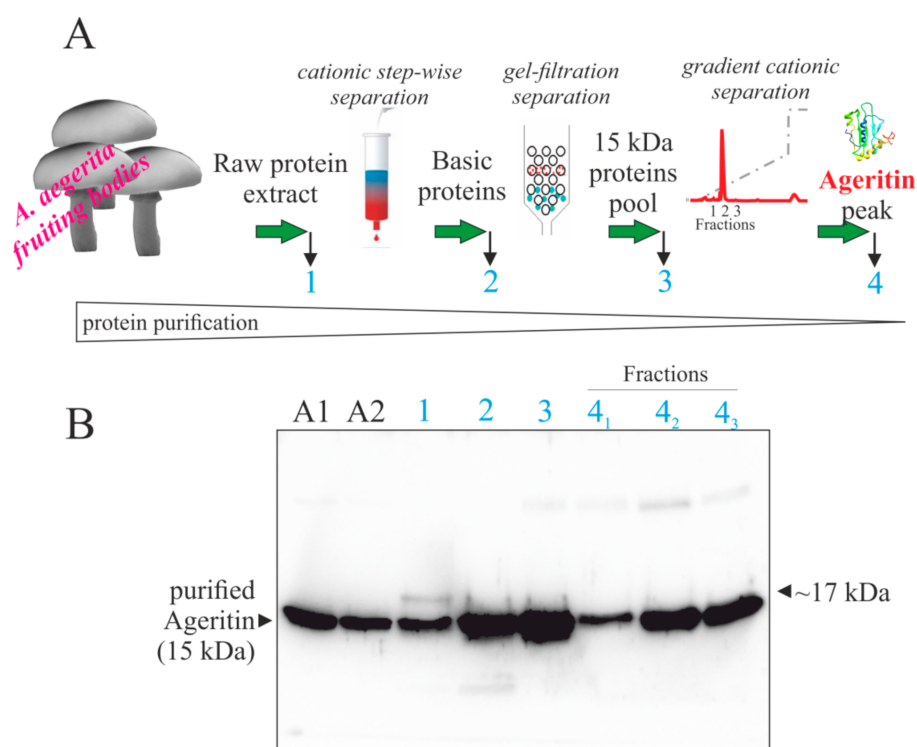 A
cationic step-wise
separation
gel-filtration
separation
gradient cationic
separation
A. aegerita
fruiting bodies
Raw protein
extract
Basic
proteins
15 kDa
proteins
pool
1 2 3
Fractions
Ageritin
peak
1
2
3
4
protein purification
B
Fractions
A1 A2 1 2 3 4₁ 4₂ 4₃
purified
Ageritin
(15 kDa)
~17 kDa